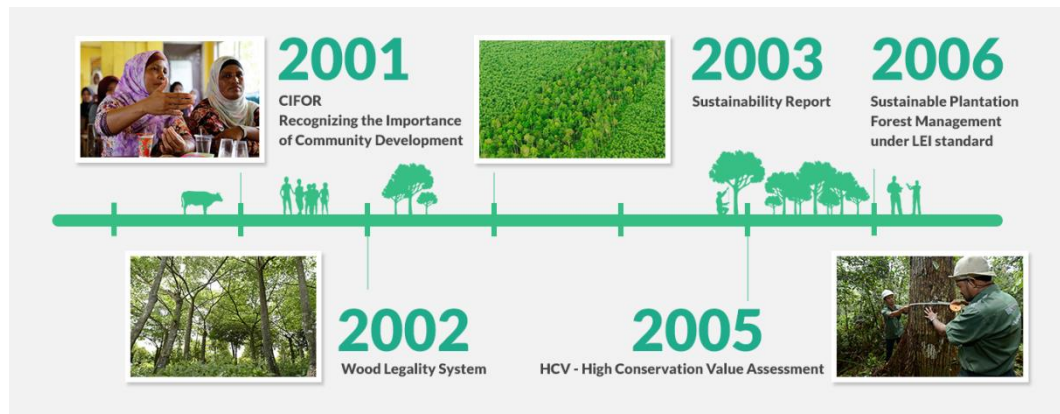 2001
CIFOR
Recognizing the Importance
of Community Development
2003
Sustainability Report
2006
Sustainable Plantation
Forest Management
under LEI standard
2002
Wood Legality System
2005
HCV - High Conservation Value Assessment